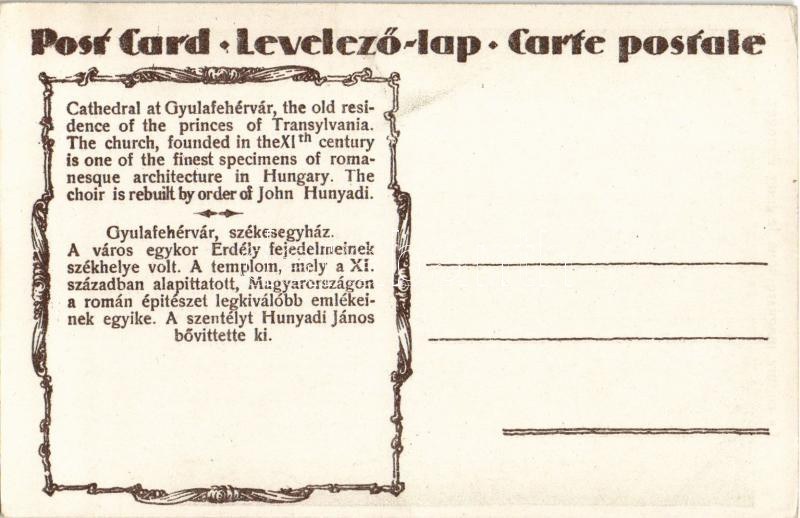 Post Card • Levelező-lap • Carte postale
Cathedral at Gyulafehérvár, the old resi-
dence of the princes of Transylvania.
The church, founded in theXIth century
is one of the finest specimens of roma-
nesque architecture in Hungary. The
choir is rebuilt by order of John Hunyadi.
Gyulafehérvár, székesegyház.
A város egykor Erdély fejedelmeinek
székhelye volt. A templom, mely a XI.
században alapittatott, Magyarországon
a román épitészet legkiválóbb emlékei-
nek egyike. A szentélyt Hunyadi János
bővittette ki.